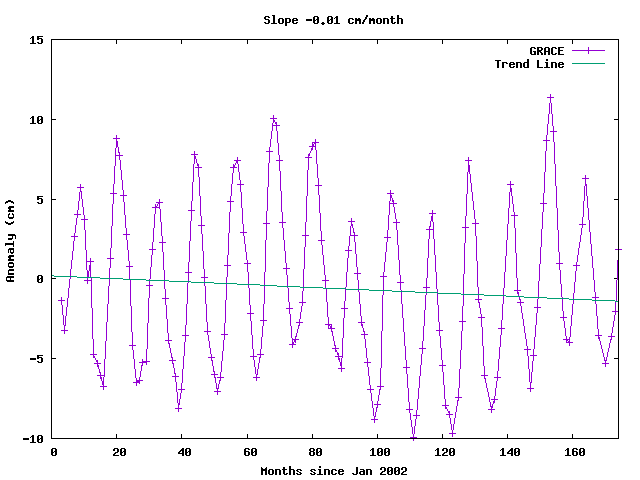 Slope -0.01 cm/month
15
GRACE
Trend Line
10
5
Anomaly (cm)
0
-5
-10
0 20 40 60 80 100 120 140 160
Months since Jan 2002